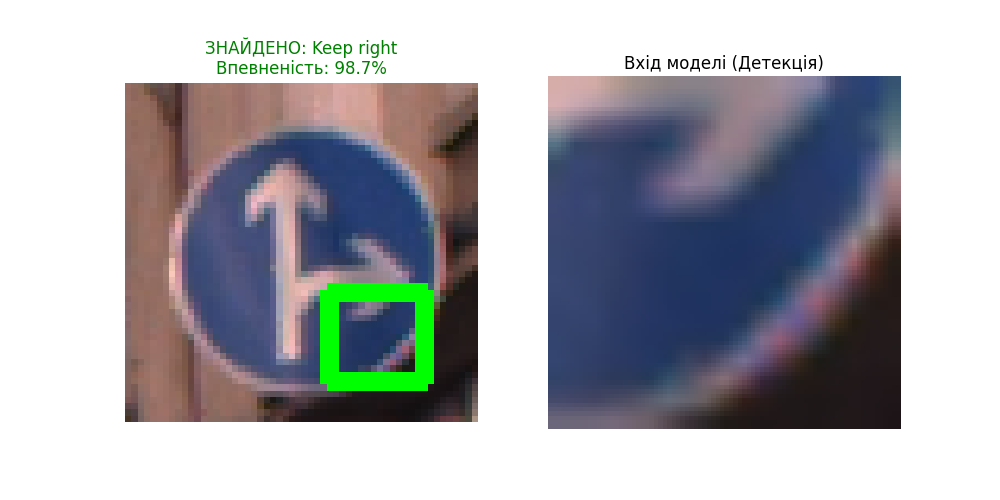 ЗНАЙДЕНО: Keep right
Впевненість: 98.7%
Вхід моделі (Детекція)